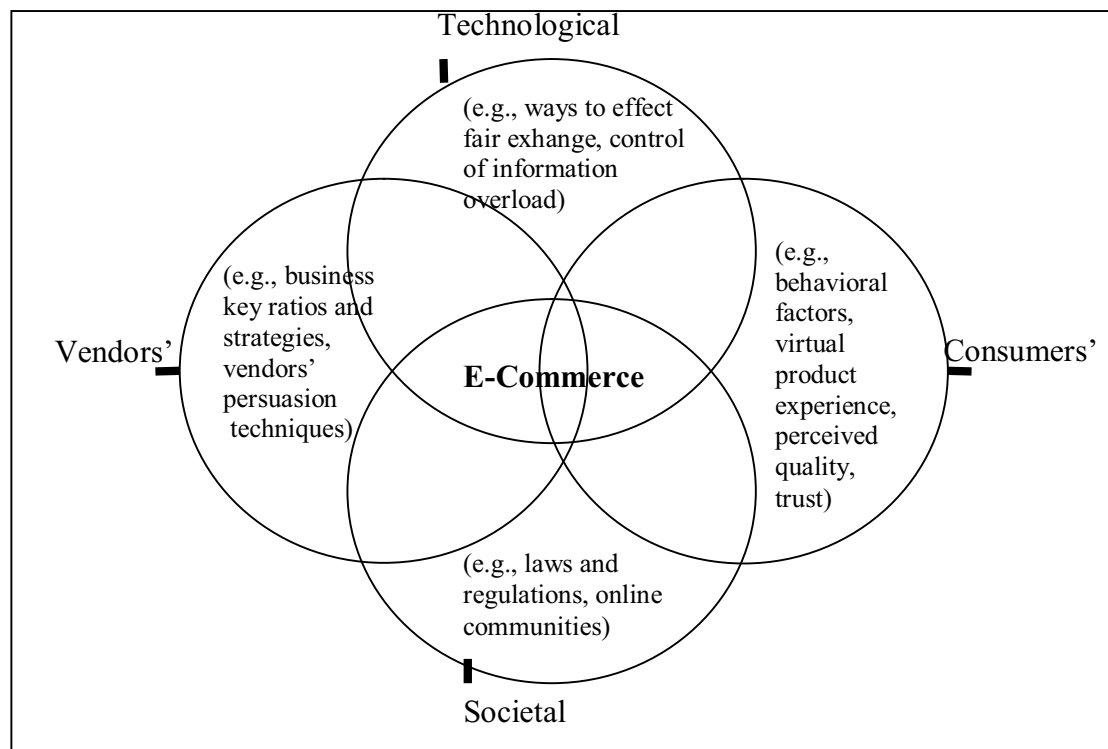 Technological
(e.g., ways to effect
fair exhange, control
of information
overload)
(e.g., business
key ratios and
strategies,
vendors’
persuasion
techniques)
Vendors’
E-Commerce
(e.g.,
behavioral
factors,
virtual
product
experience,
perceived
quality,
trust)
Consumers’
(e.g., laws and
regulations, online
communities)
Societal